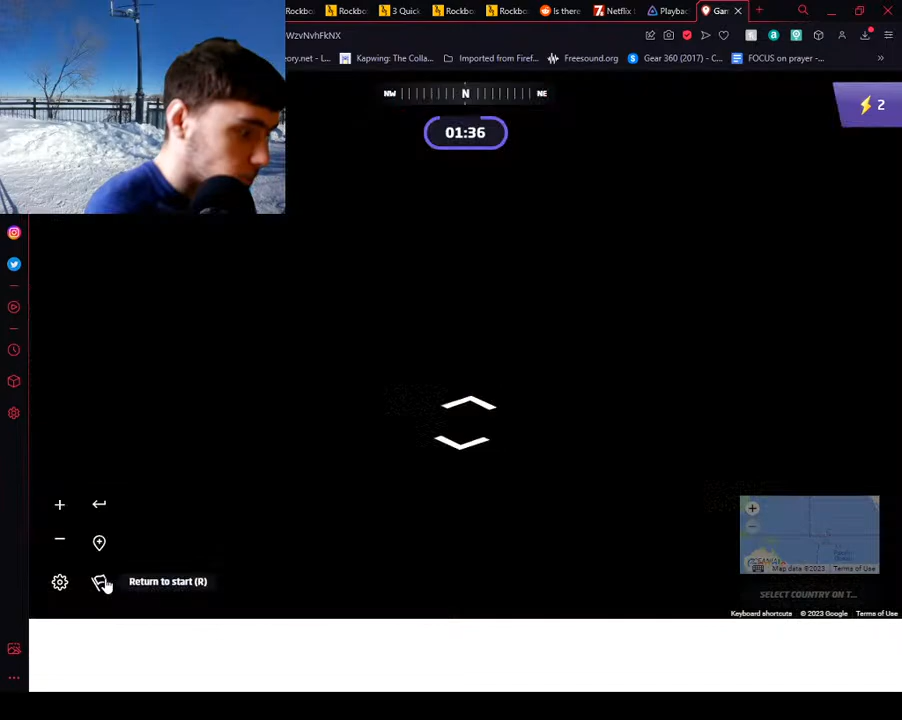 Rockbo
Rockbo
3 Quick
Rockbo
Rockbo
Is there
Netflix
Playbac
Gam
WzvNvhFkNX
eory.net - L...
Kapwing: The Colla...
Imported from Firef...
Freesound.org
Gear 360 (2017) - C...
FOCUS on prayer -...
NW
N
NE
01:36
2
Return to start (R)
Map data ©2023
Terms of Use
SELECT COUNTRY ON T...
Keyboard shortcuts
© 2023 Google
Terms of Use